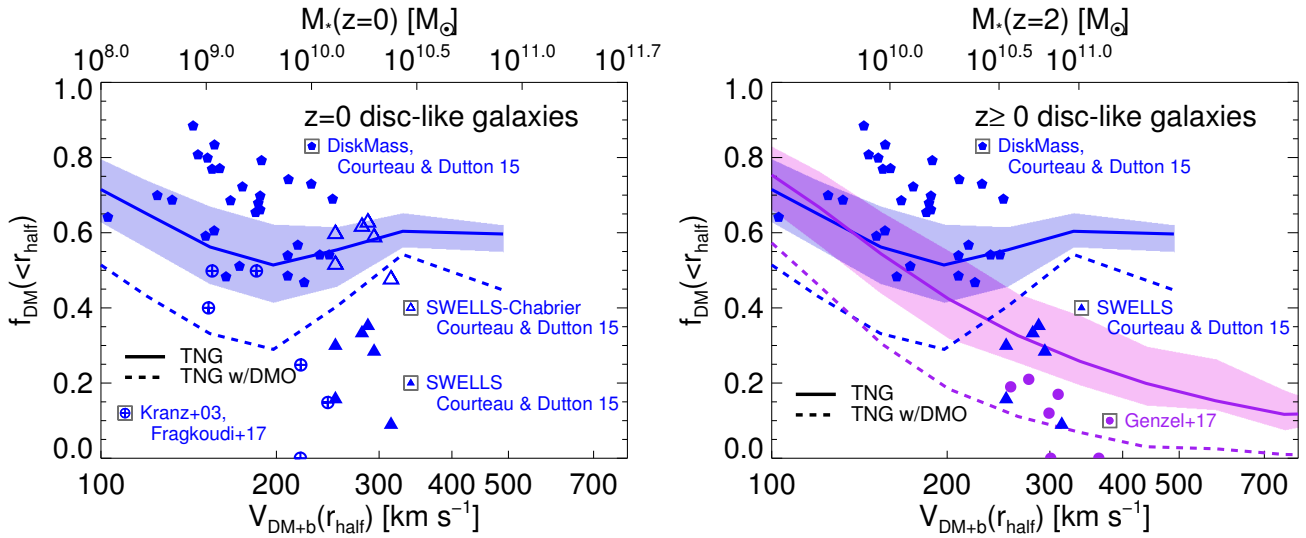 M*(z=0) [M⊙]
10^8.0 10^9.0 10^10.0 10^10.5 10^11.0 10^11.7
f_DM(<r_half)
1.0
0.8
0.6
0.4
0.2
0.0
z=0 disc-like galaxies
DiskMass,
Courteau & Dutton 15
SWELLS-Chabrier
Courteau & Dutton 15
TNG
TNG w/DMO
SWELLS
Courteau & Dutton 15
Kranz+03,
Fragkoudi+17
100 200 300 400 500 700
V_DM+b(r_half) [km s⁻¹]
M*(z=2) [M⊙]
10^10.0 10^10.5 10^11.0
f_DM(<r_half)
1.0
0.8
0.6
0.4
0.2
0.0
z≥ 0 disc-like galaxies
DiskMass,
Courteau & Dutton 15
SWELLS
Courteau & Dutton 15
TNG
TNG w/DMO
Genzel+17
100 200 300 400 500 700
V_DM+b(r_half) [km s⁻¹]